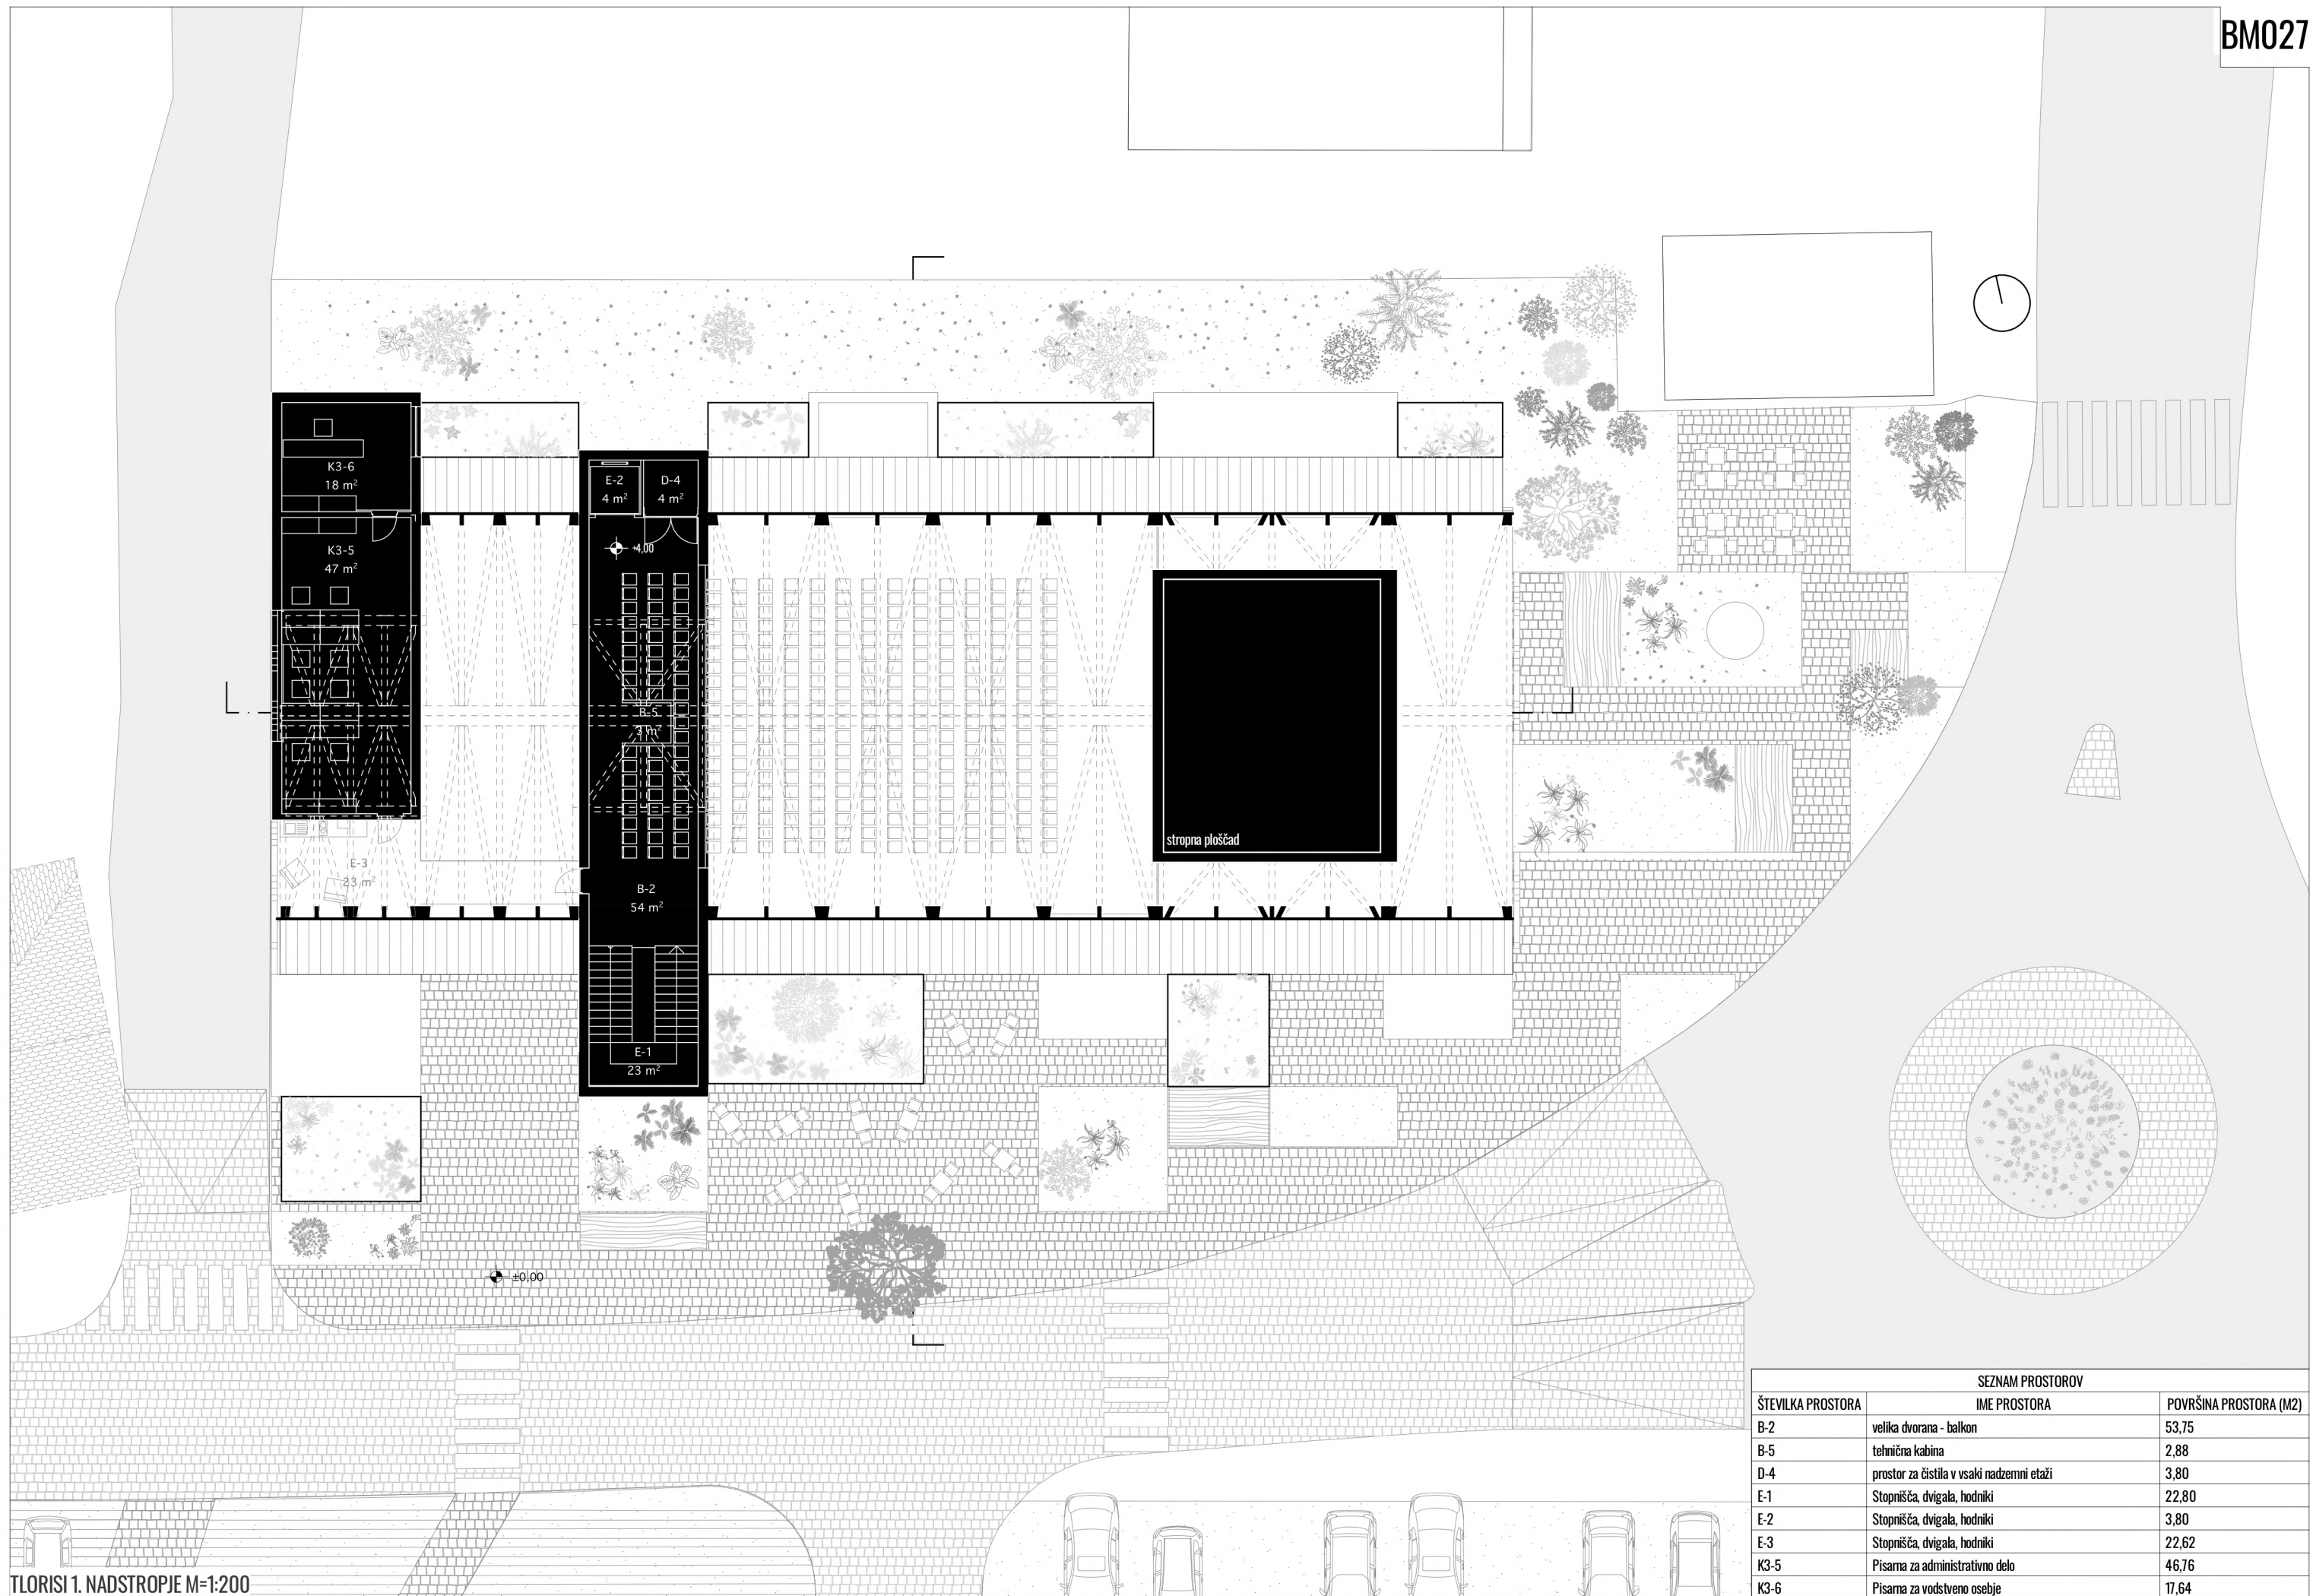 BM027
K3-6
18 m²
E-2
4 m²
D-4
4 m²
K3-5
47 m²
+4,00
B-5
3 m²
stropna ploščad
E-3
23 m²
B-2
54 m²
E-1
23 m²
±0,00
SEZNAM PROSTOROV
ŠTEVILKA PROSTORA IME PROSTORA POVRŠINA PROSTORA (M2)
B-2 velika dvorana - balkon 53,75
B-5 tehnična kabina 2,88
D-4 prostor za čistila v vsaki nadzemni etaži 3,80
E-1 Stopnišča, dvigala, hodniki 22,80
E-2 Stopnišča, dvigala, hodniki 3,80
E-3 Stopnišča, dvigala, hodniki 22,62
K3-5 Pisarna za administrativno delo 46,76
K3-6 Pisarna za vodstveno osebje 17,64
TLORISI 1. NADSTROPJE M=1:200